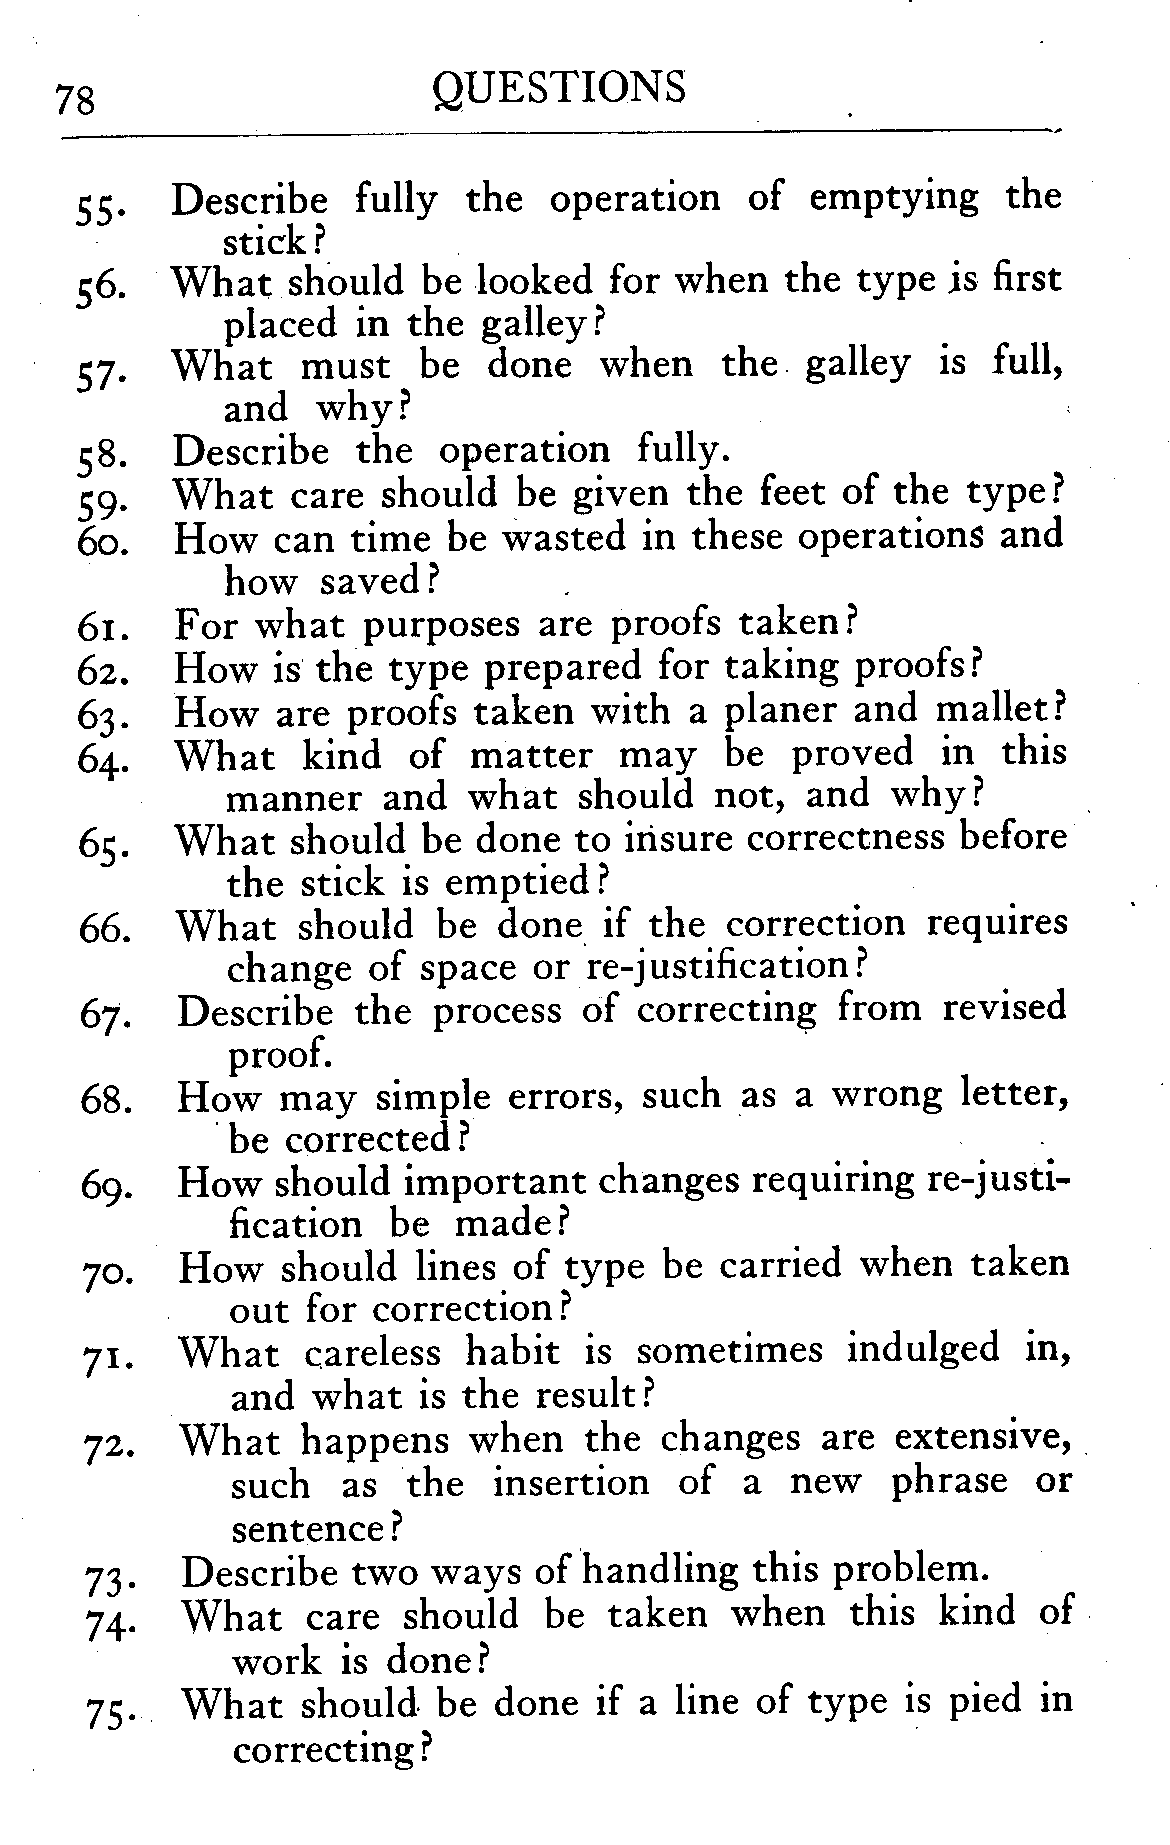 78 QUESTIONS
55. Describe fully the operation of emptying the
stick?
56. What should be looked for when the type is first
placed in the galley?
57. What must be done when the galley is full,
and why?
58. Describe the operation fully.
59. What care should be given the feet of the type?
60. How can time be wasted in these operations and
how saved?
61. For what purposes are proofs taken?
62. How is the type prepared for taking proofs?
63. How are proofs taken with a planer and mallet?
64. What kind of matter may be proved in this
manner and what should not, and why?
65. What should be done to insure correctness before
the stick is emptied?
66. What should be done if the correction requires
change of space or re-justification?
67. Describe the process of correcting from revised
proof.
68. How may simple errors, such as a wrong letter,
be corrected?
69. How should important changes requiring re-justi-
fication be made?
70. How should lines of type be carried when taken
out for correction?
71. What careless habit is sometimes indulged in,
and what is the result?
72. What happens when the changes are extensive,
such as the insertion of a new phrase or
sentence?
73. Describe two ways of handling this problem.
74. What care should be taken when this kind of
work is done?
75. What should be done if a line of type is pied in
correcting?